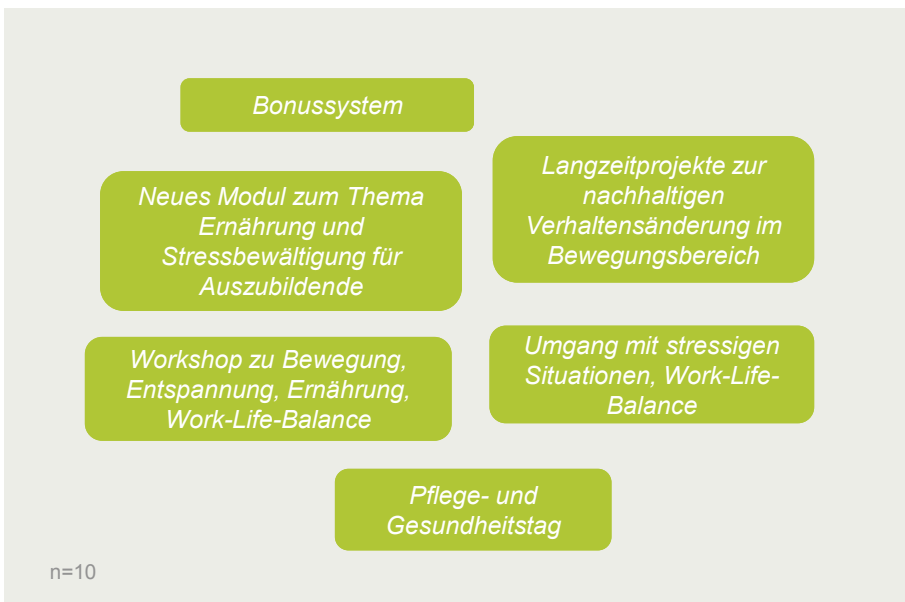 Bonussystem
Neues Modul zum Thema
Ernährung und
Stressbewältigung für
Auszubildende
Langzeitprojekte zur
nachhaltigen
Verhaltensänderung im
Bewegungsbereich
Workshop zu Bewegung,
Entspannung, Ernährung,
Work-Life-Balance
Umgang mit stressigen
Situationen, Work-Life-
Balance
Pflege- und
Gesundheitstag
n=10